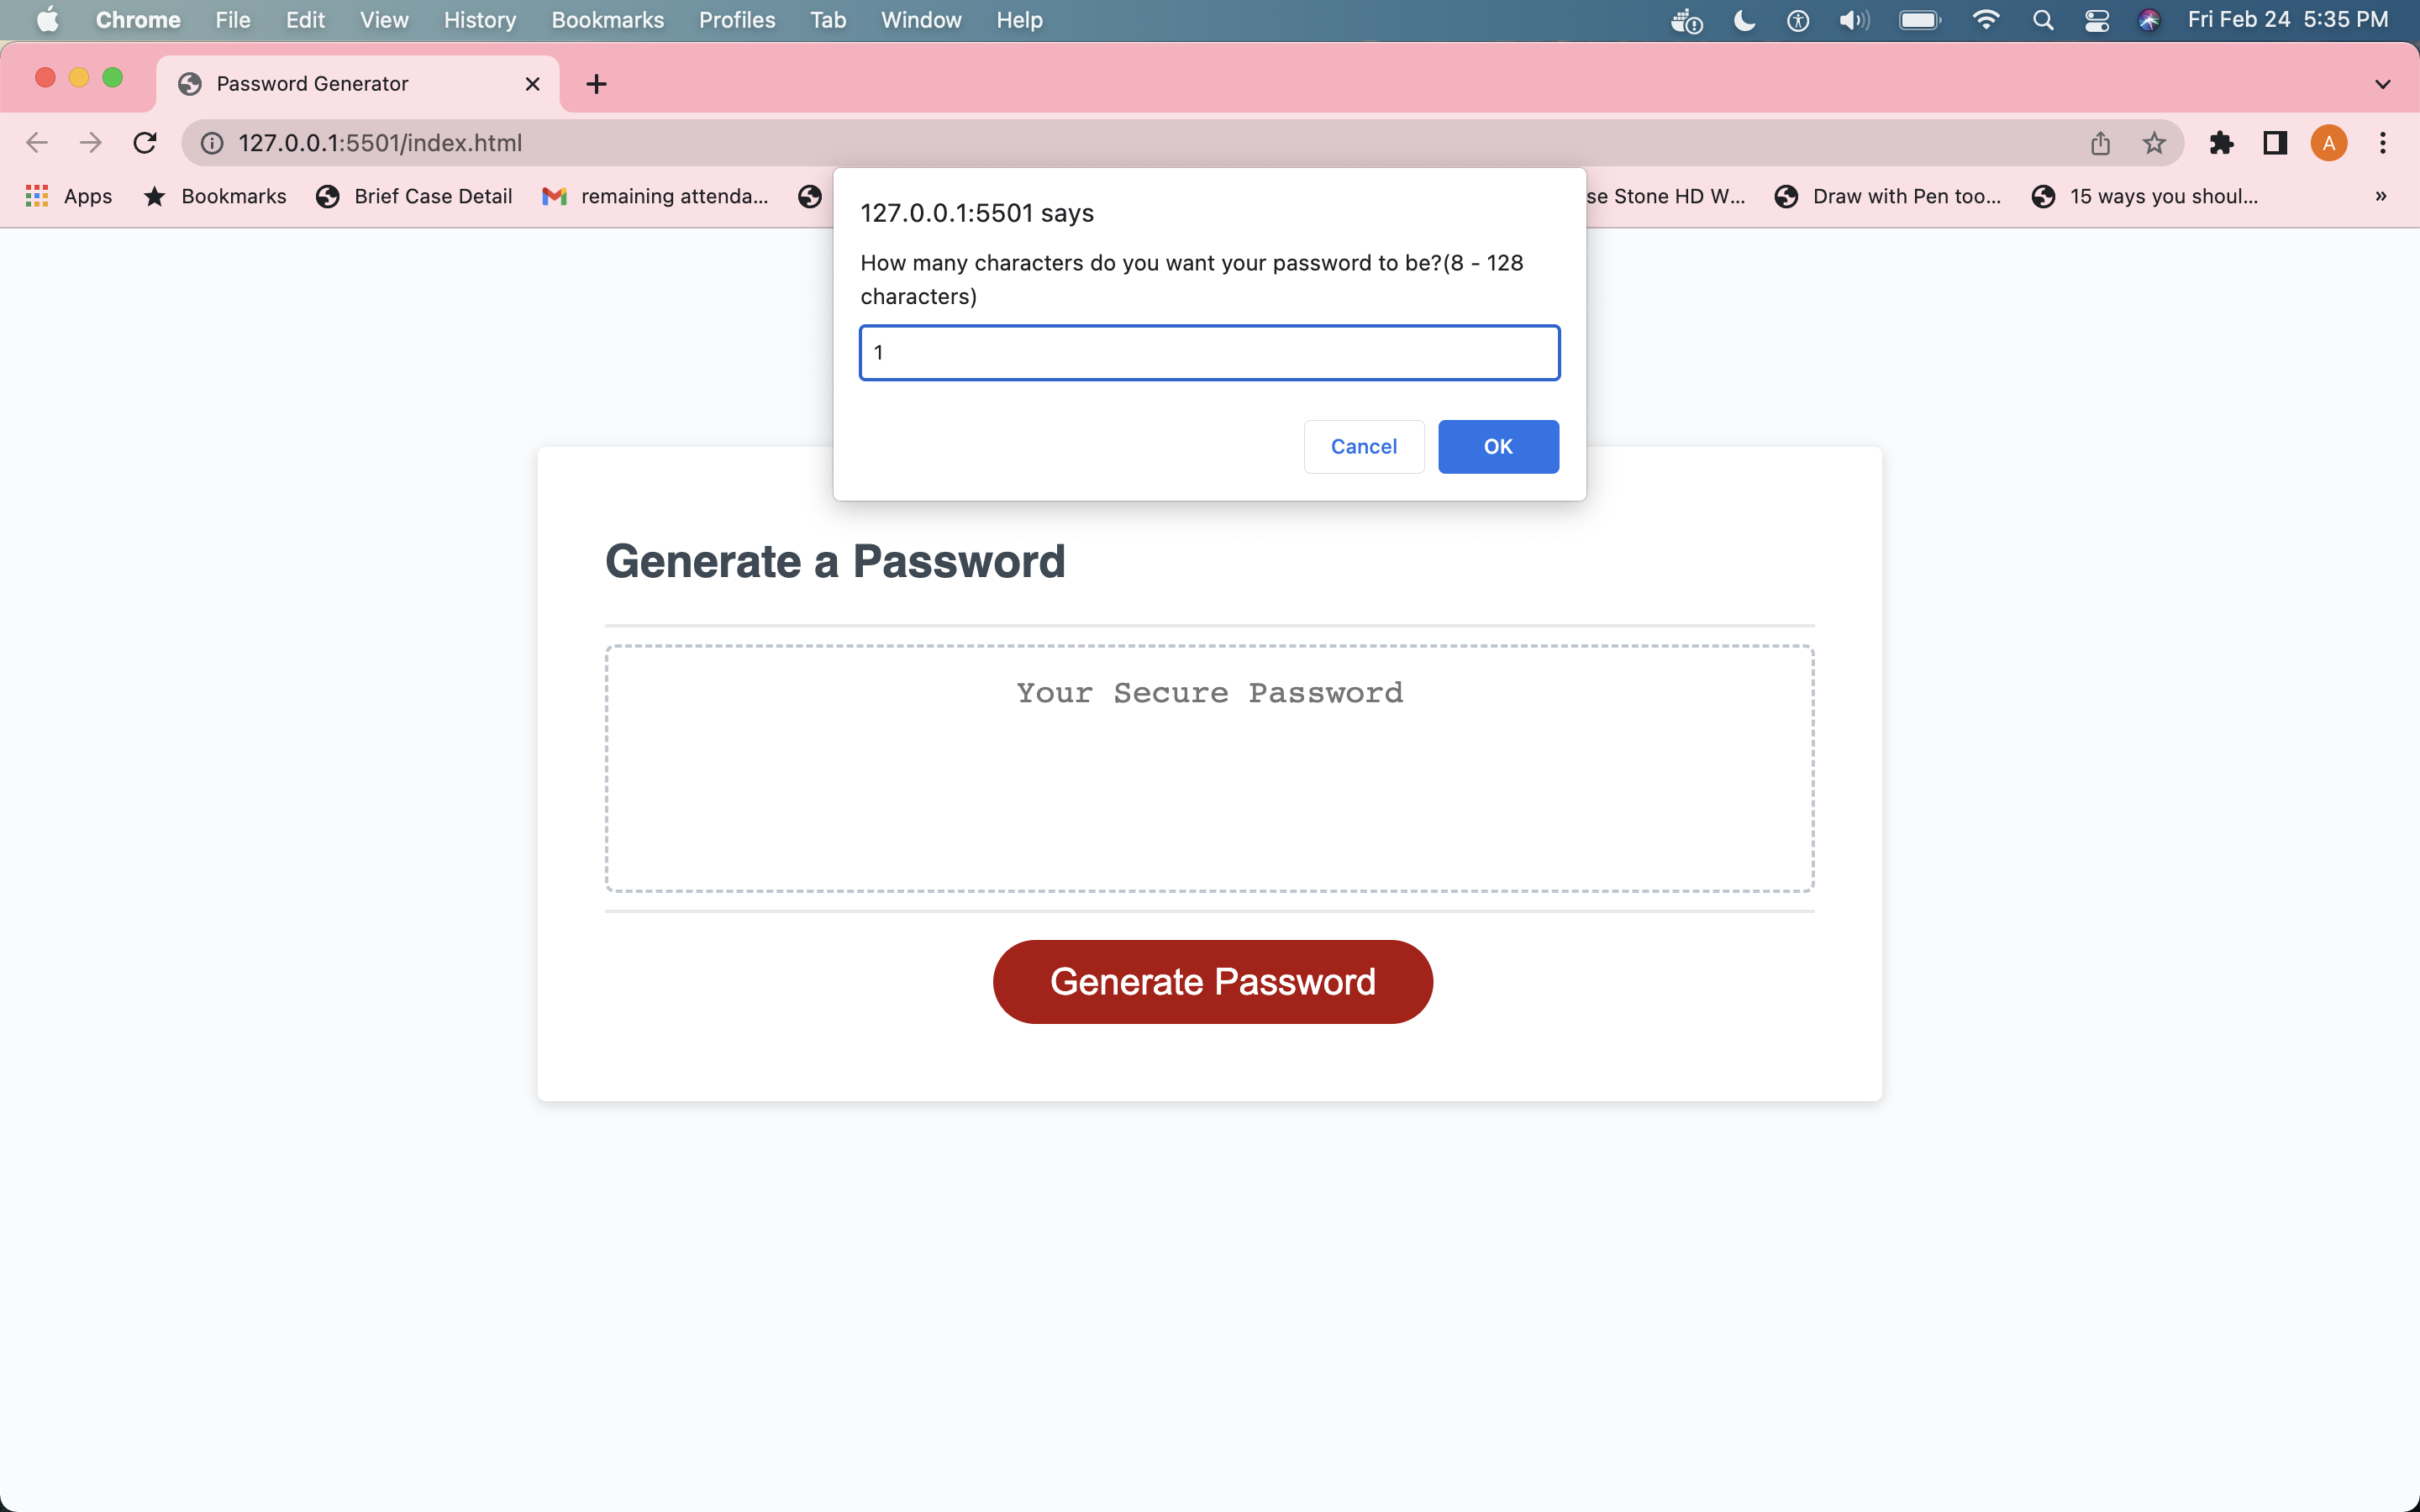 Chrome File Edit View History Bookmarks Profiles Tab Window Help Fri Feb 24 5:35 PM
Password Generator
127.0.0.1:5501/index.html A
Apps Bookmarks Brief Case Detail remaining attenda... se Stone HD W... Draw with Pen too... 15 ways you shoul... »
127.0.0.1:5501 says
How many characters do you want your password to be?(8 - 128
characters)
1
Cancel OK
Generate a Password
Your Secure Password
Generate Password